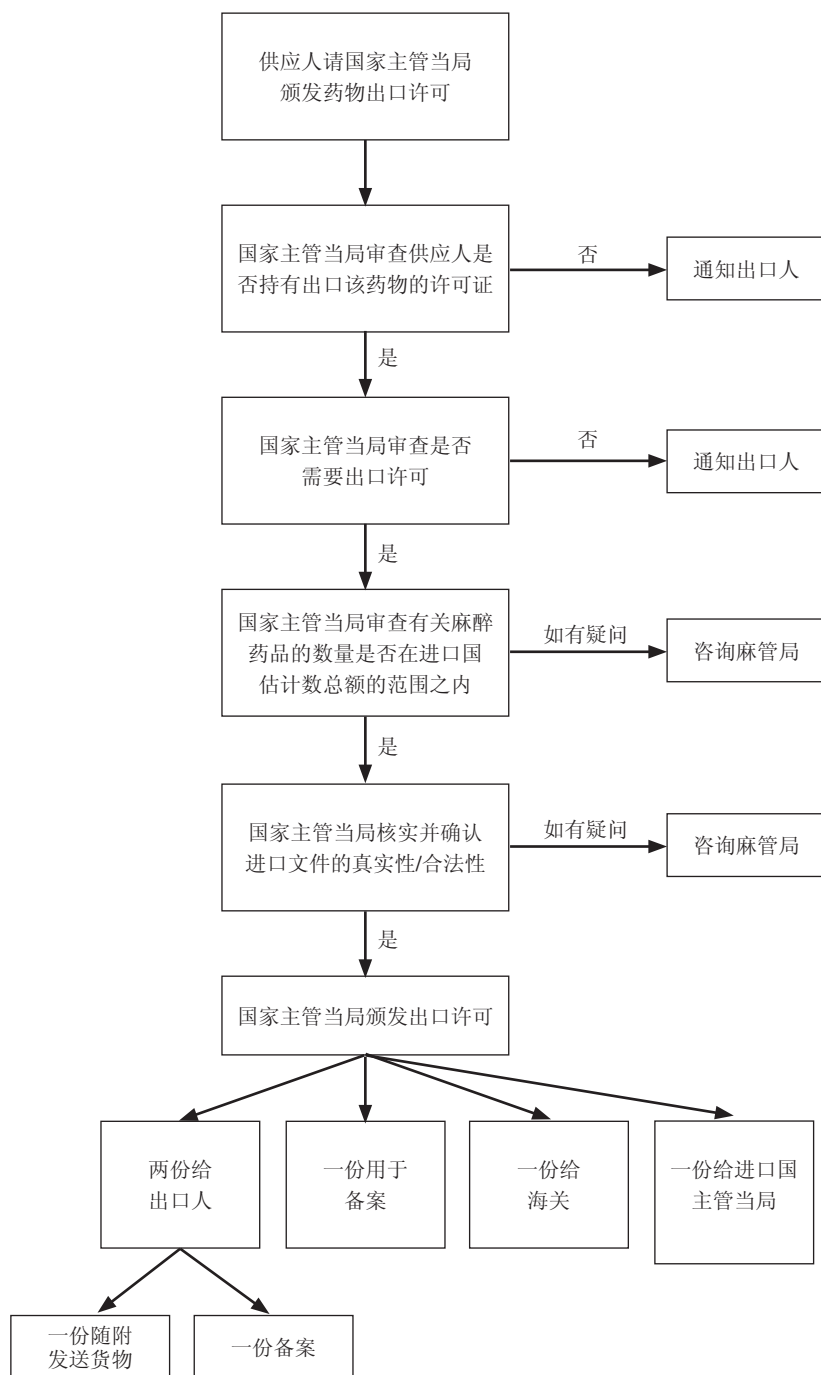 供应人请国家主管当局
颁发药物出口许可
国家主管当局审查供应人是
否持有出口该药物的许可证
否
通知出口人
是
国家主管当局审查是否
需要出口许可
否
通知出口人
是
国家主管当局审查有关麻醉
药品的数量是否在进口国
估计数总额的范围之内
如有疑问
咨询麻管局
是
国家主管当局核实并确认
进口文件的真实性/合法性
如有疑问
咨询麻管局
是
国家主管当局颁发出口许可
两份给
出口人
一份用于
备案
一份给
海关
一份给进口国
主管当局
一份随附
发送货物
一份备案